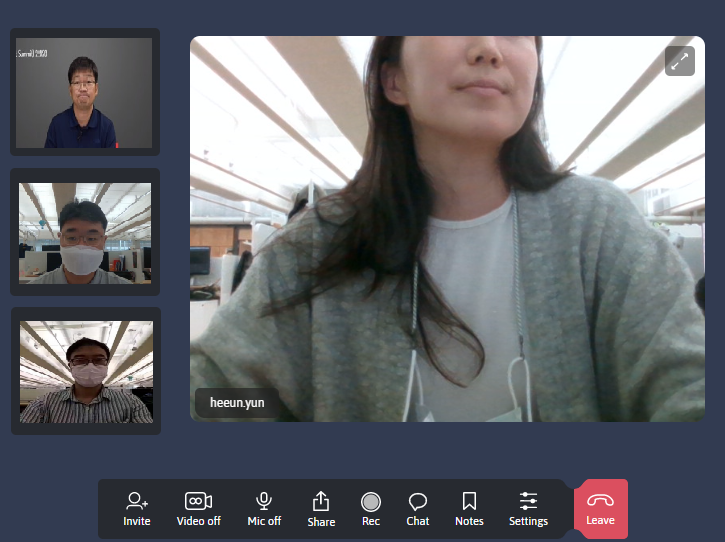 heeun.yun
Invite
Video off
Mic off
Share
Rec
Chat
Notes
Settings
Leave